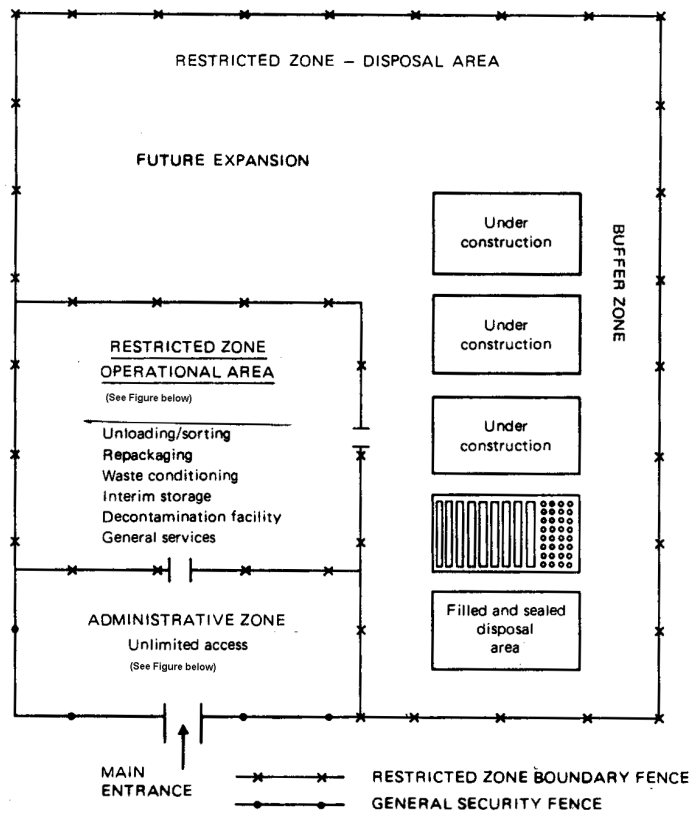 RESTRICTED ZONE – DISPOSAL AREA
FUTURE EXPANSION
Under
construction
BUFFER ZONE
Under
construction
RESTRICTED ZONE
OPERATIONAL AREA
(See Figure below)
Unloading/sorting
Repackaging
Waste conditioning
Interim storage
Decontamination facility
General services
Under
construction
ADMINISTRATIVE ZONE
Unlimited access
(See Figure below)
Filled and sealed
disposal
area
MAIN
ENTRANCE
RESTRICTED ZONE BOUNDARY FENCE
GENERAL SECURITY FENCE